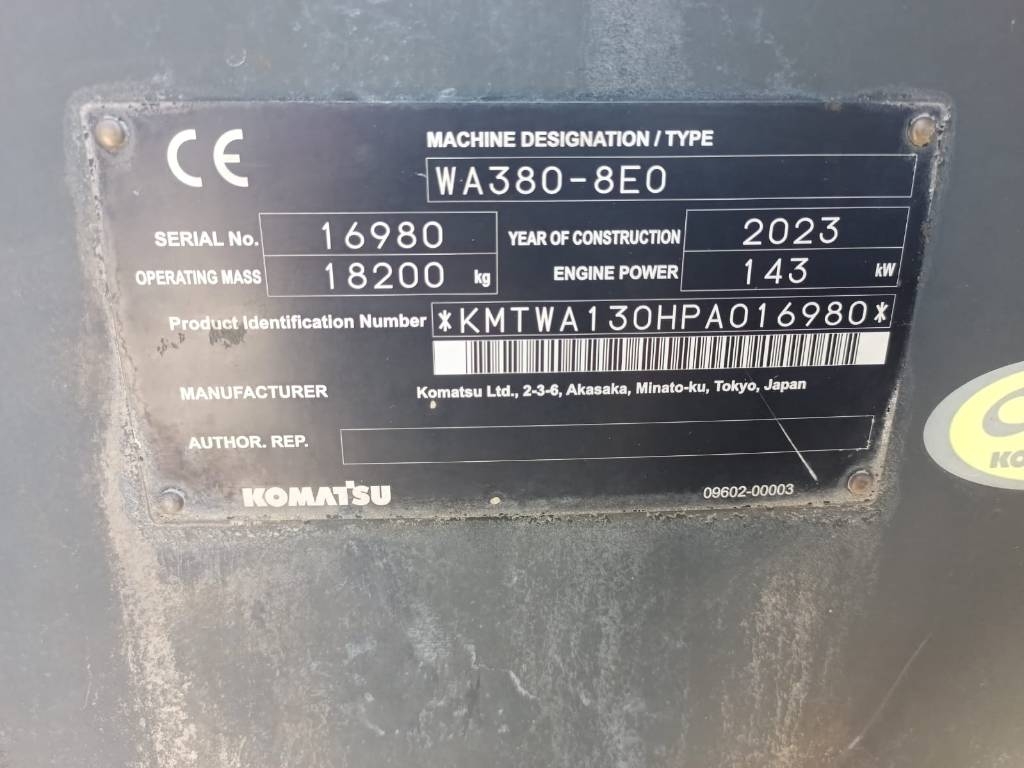 CE
MACHINE DESIGNATION / TYPE
WA380-8E0
SERIAL No. 16980 YEAR OF CONSTRUCTION 2023
OPERATING MASS 18200 kg ENGINE POWER 143 kW
Product Identification Number *KMTWA130HPA016980*
MANUFACTURER Komatsu Ltd., 2-3-6, Akasaka, Minato-ku, Tokyo, Japan
AUTHOR. REP.
KOMATSU 09602-00003